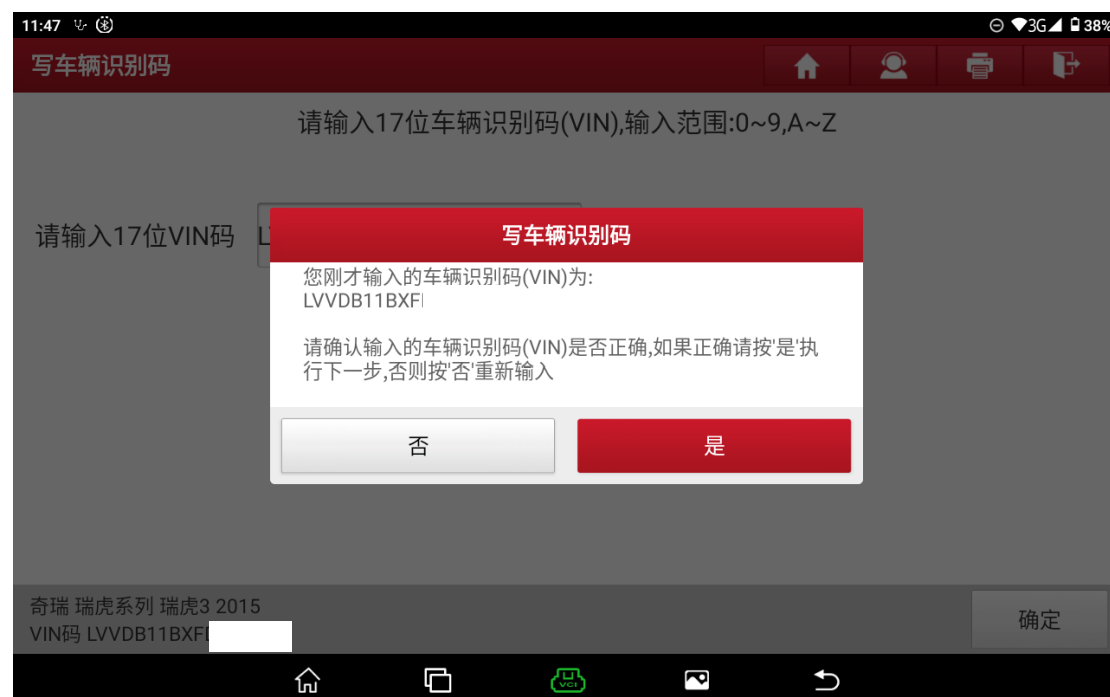 11:47
3G 38%
写车辆识别码
请输入17位车辆识别码(VIN),输入范围:0~9,A~Z
请输入17位VIN码 L
写车辆识别码
您刚才输入的车辆识别码(VIN)为:
LVVDB11BXF
请确认输入的车辆识别码(VIN)是否正确,如果正确请按'是'执
行下一步,否则按'否'重新输入
否
是
奇瑞 瑞虎系列 瑞虎3 2015
VIN码 LVVDB11BXF
确定
VCI